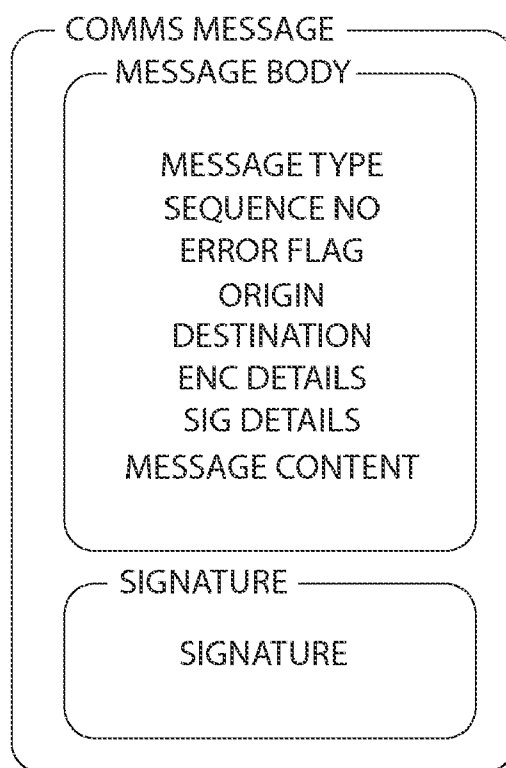 COMMS MESSAGE
MESSAGE BODY
MESSAGE TYPE
SEQUENCE NO
ERROR FLAG
ORIGIN
DESTINATION
ENC DETAILS
SIG DETAILS
MESSAGE CONTENT
SIGNATURE
SIGNATURE